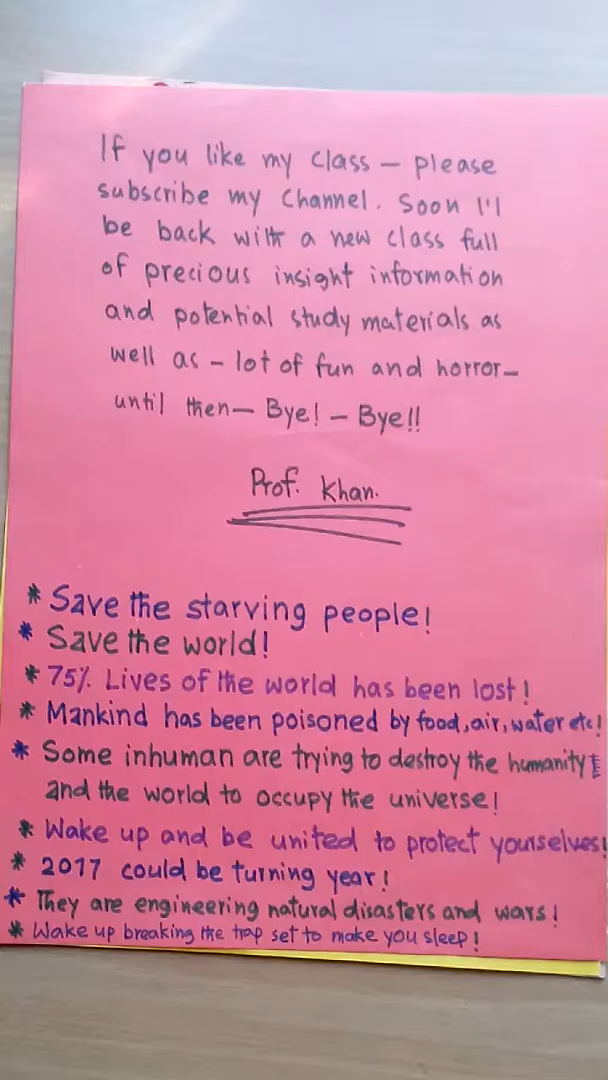 If you like my class – please
subscribe my channel. Soon I'll
be back with a new class full
of precious insight information
and potential study materials as
well as – lot of fun and horror–
until then– Bye! – Bye!!
Prof. Khan.
* Save the starving people!
* Save the world!
* 75% Lives of the world has been lost!
* Mankind has been poisoned by food, air, water etc!
* Some inhuman are trying to destroy the humanity
and the world to occupy the universe!
* Wake up and be united to protect yourselves!
* 2017 could be turning year!
* They are engineering natural disasters and wars!
* Wake up breaking the trap set to make you sleep!